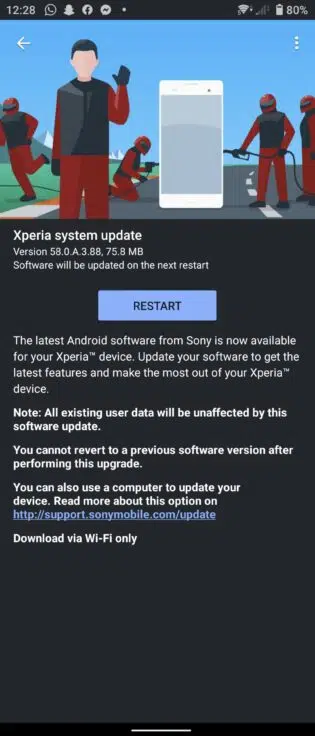 12:28 80%
Xperia system update
Version 58.0.A.3.88, 75.8 MB
Software will be updated on the next restart
RESTART
The latest Android software from Sony is now available
for your Xperia™ device. Update your software to get the
latest features and make the most out of your Xperia™
device.
Note: All existing user data will be unaffected by this
software update.
You cannot revert to a previous software version after
performing this upgrade.
You can also use a computer to update your
device. Read more about this option on
http://support.sonymobile.com/update
Download via Wi-Fi only